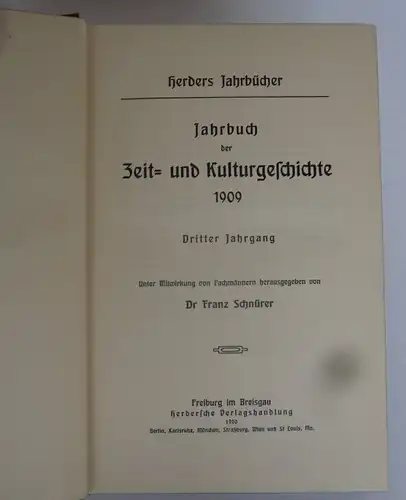 Herders Jahrbücher
Jahrbuch
der
Zeit= und Kulturgeschichte
1909
Dritter Jahrgang
Unter Mitwirkung von Fachmännern herausgegeben von
Dr Franz Schnürer
Freiburg im Breisgau
Herdersche Verlagshandlung
1910
Berlin, Karlsruhe, München, Straßburg, Wien und St Louis, Mo.